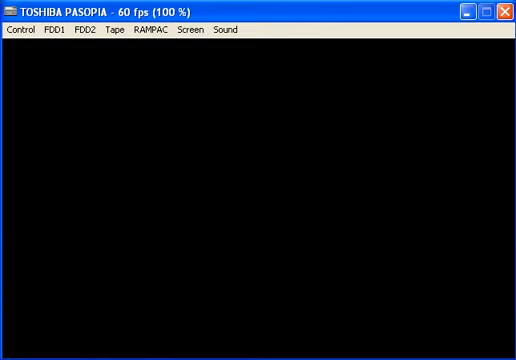 TOSHIBA PASOPIA - 60 fps (100 %)
Control FDD1 FDD2 Tape RAMPAC Screen Sound